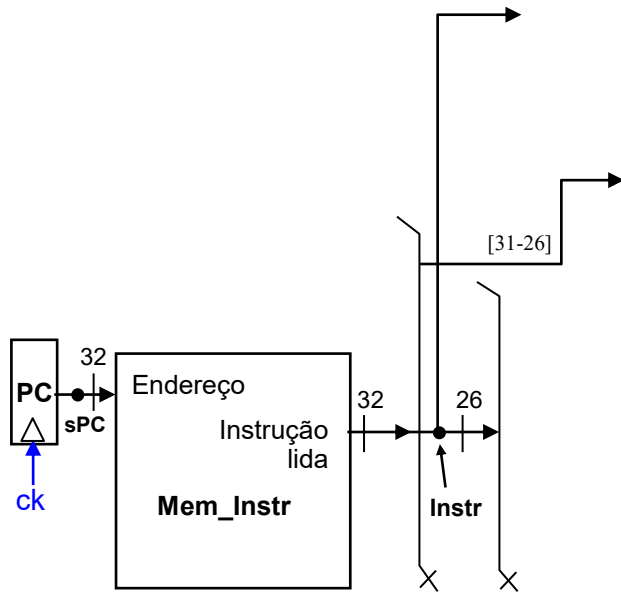 [31-26]
32
PC
sPC
ck
Endereço
Instrução
lida
Mem_Instr
32
26
Instr